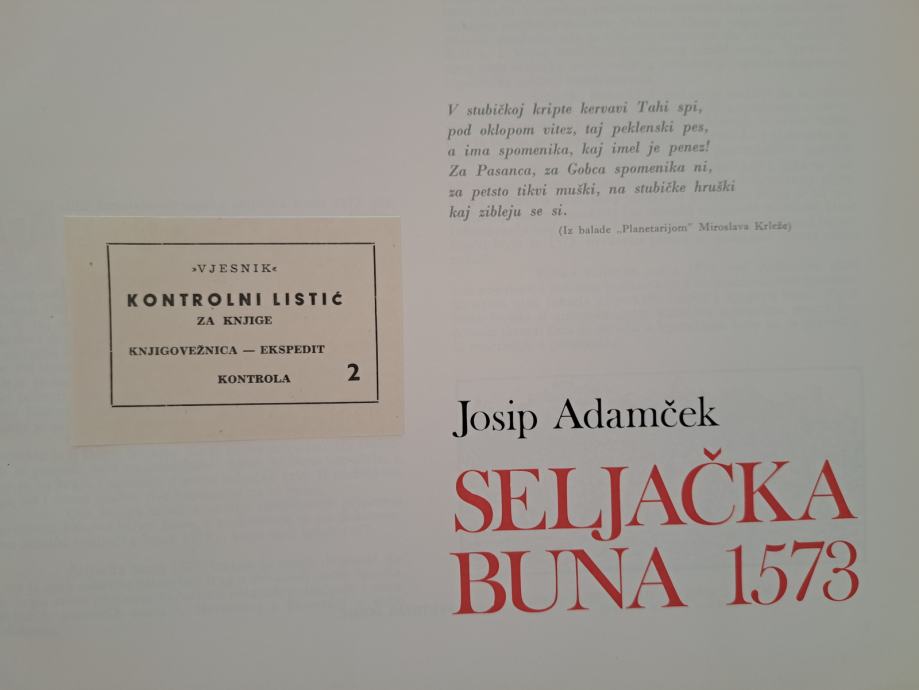 »VJESNIK«
KONTROLNI LISTIĆ
ZA KNJIGE
KNJIGOVEŽNICA — EKSPEDIT
KONTROLA 2
V stubičkoj kripte kervavi Tahi spi,
pod oklopom vitez, taj peklenski pes,
a ima spomenika, kaj imel je penez!
Za Pasanca, za Gobca spomenika ni,
za petsto tikvi muški, na stubičke hruški
kaj zibleju se si.
(Iz balade „Planetarijom” Miroslava Krleže)
Josip Adamček
SELJAČKA
BUNA 1573